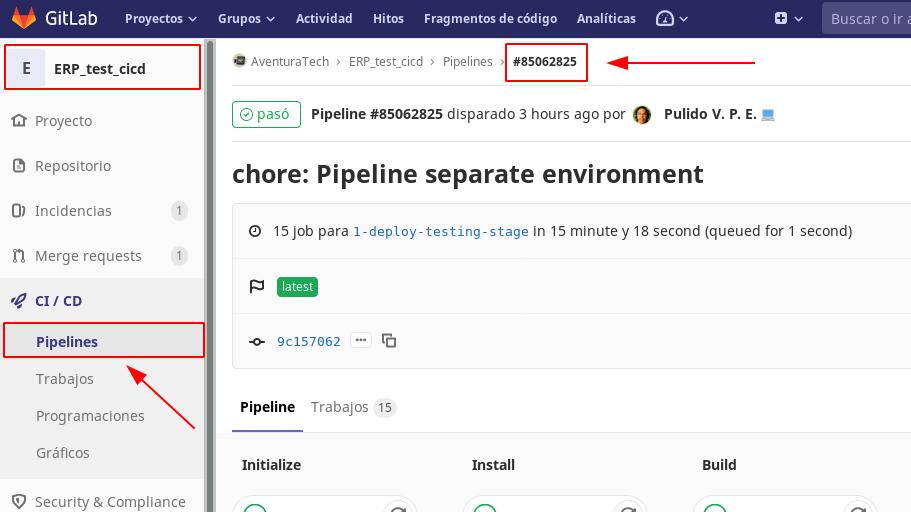 GitLab Proyectos Grupos Actividad Hitos Fragmentos de código Analíticas Buscar o ir a
E ERP_test_cicd
Proyecto
Repositorio
Incidencias 1
Merge requests 1
CI / CD
Pipelines
Trabajos
Programaciones
Gráficos
Security & Compliance
AventuraTech › ERP_test_cicd › Pipelines › #85062825
pasó Pipeline #85062825 disparado 3 hours ago por Pulido V. P. E.
chore: Pipeline separate environment
15 job para 1-deploy-testing-stage in 15 minute y 18 second (queued for 1 second)
latest
9c157062
Pipeline Trabajos 15
Initialize Install Build